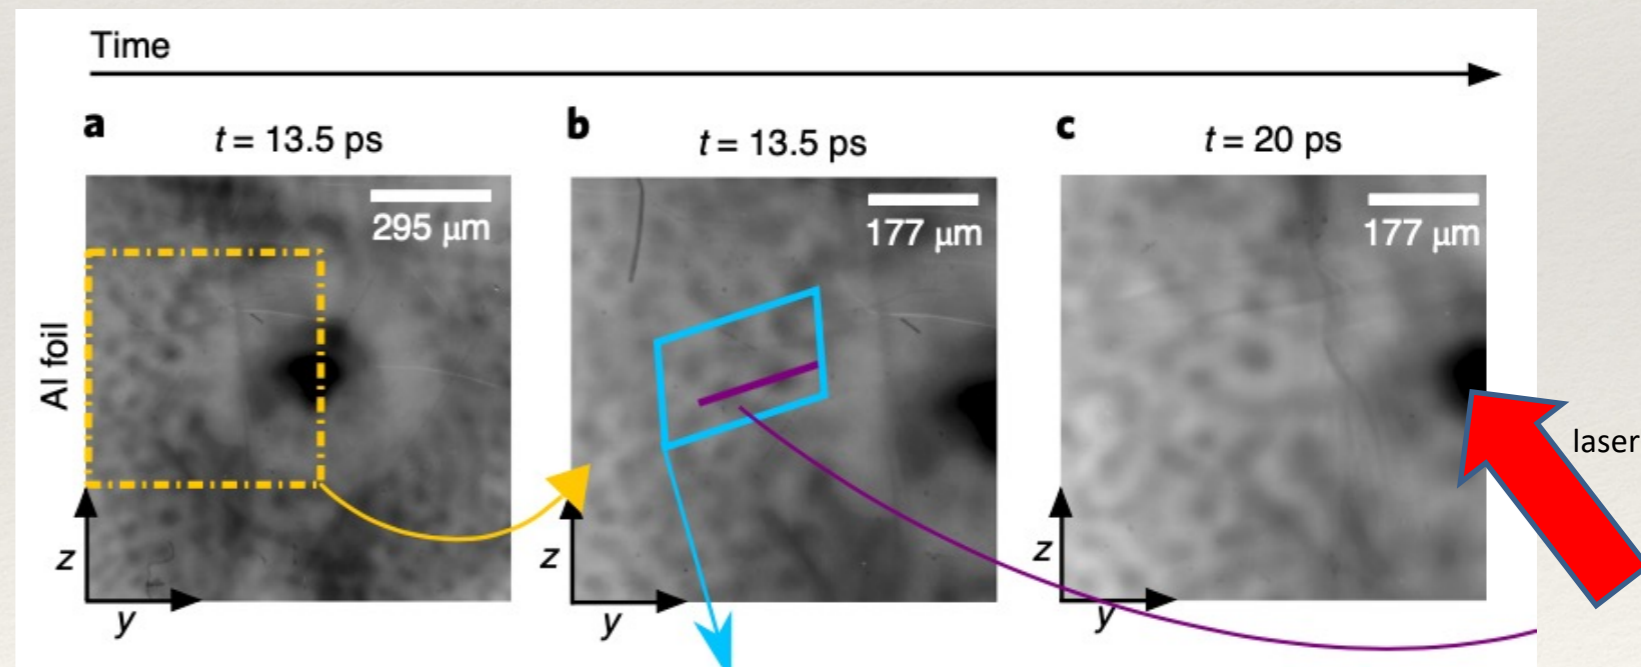 Time
a
t = 13.5 ps
295 μm
Al foil
z
y
b
t = 13.5 ps
177 μm
z
y
c
t = 20 ps
177 μm
z
y
laser